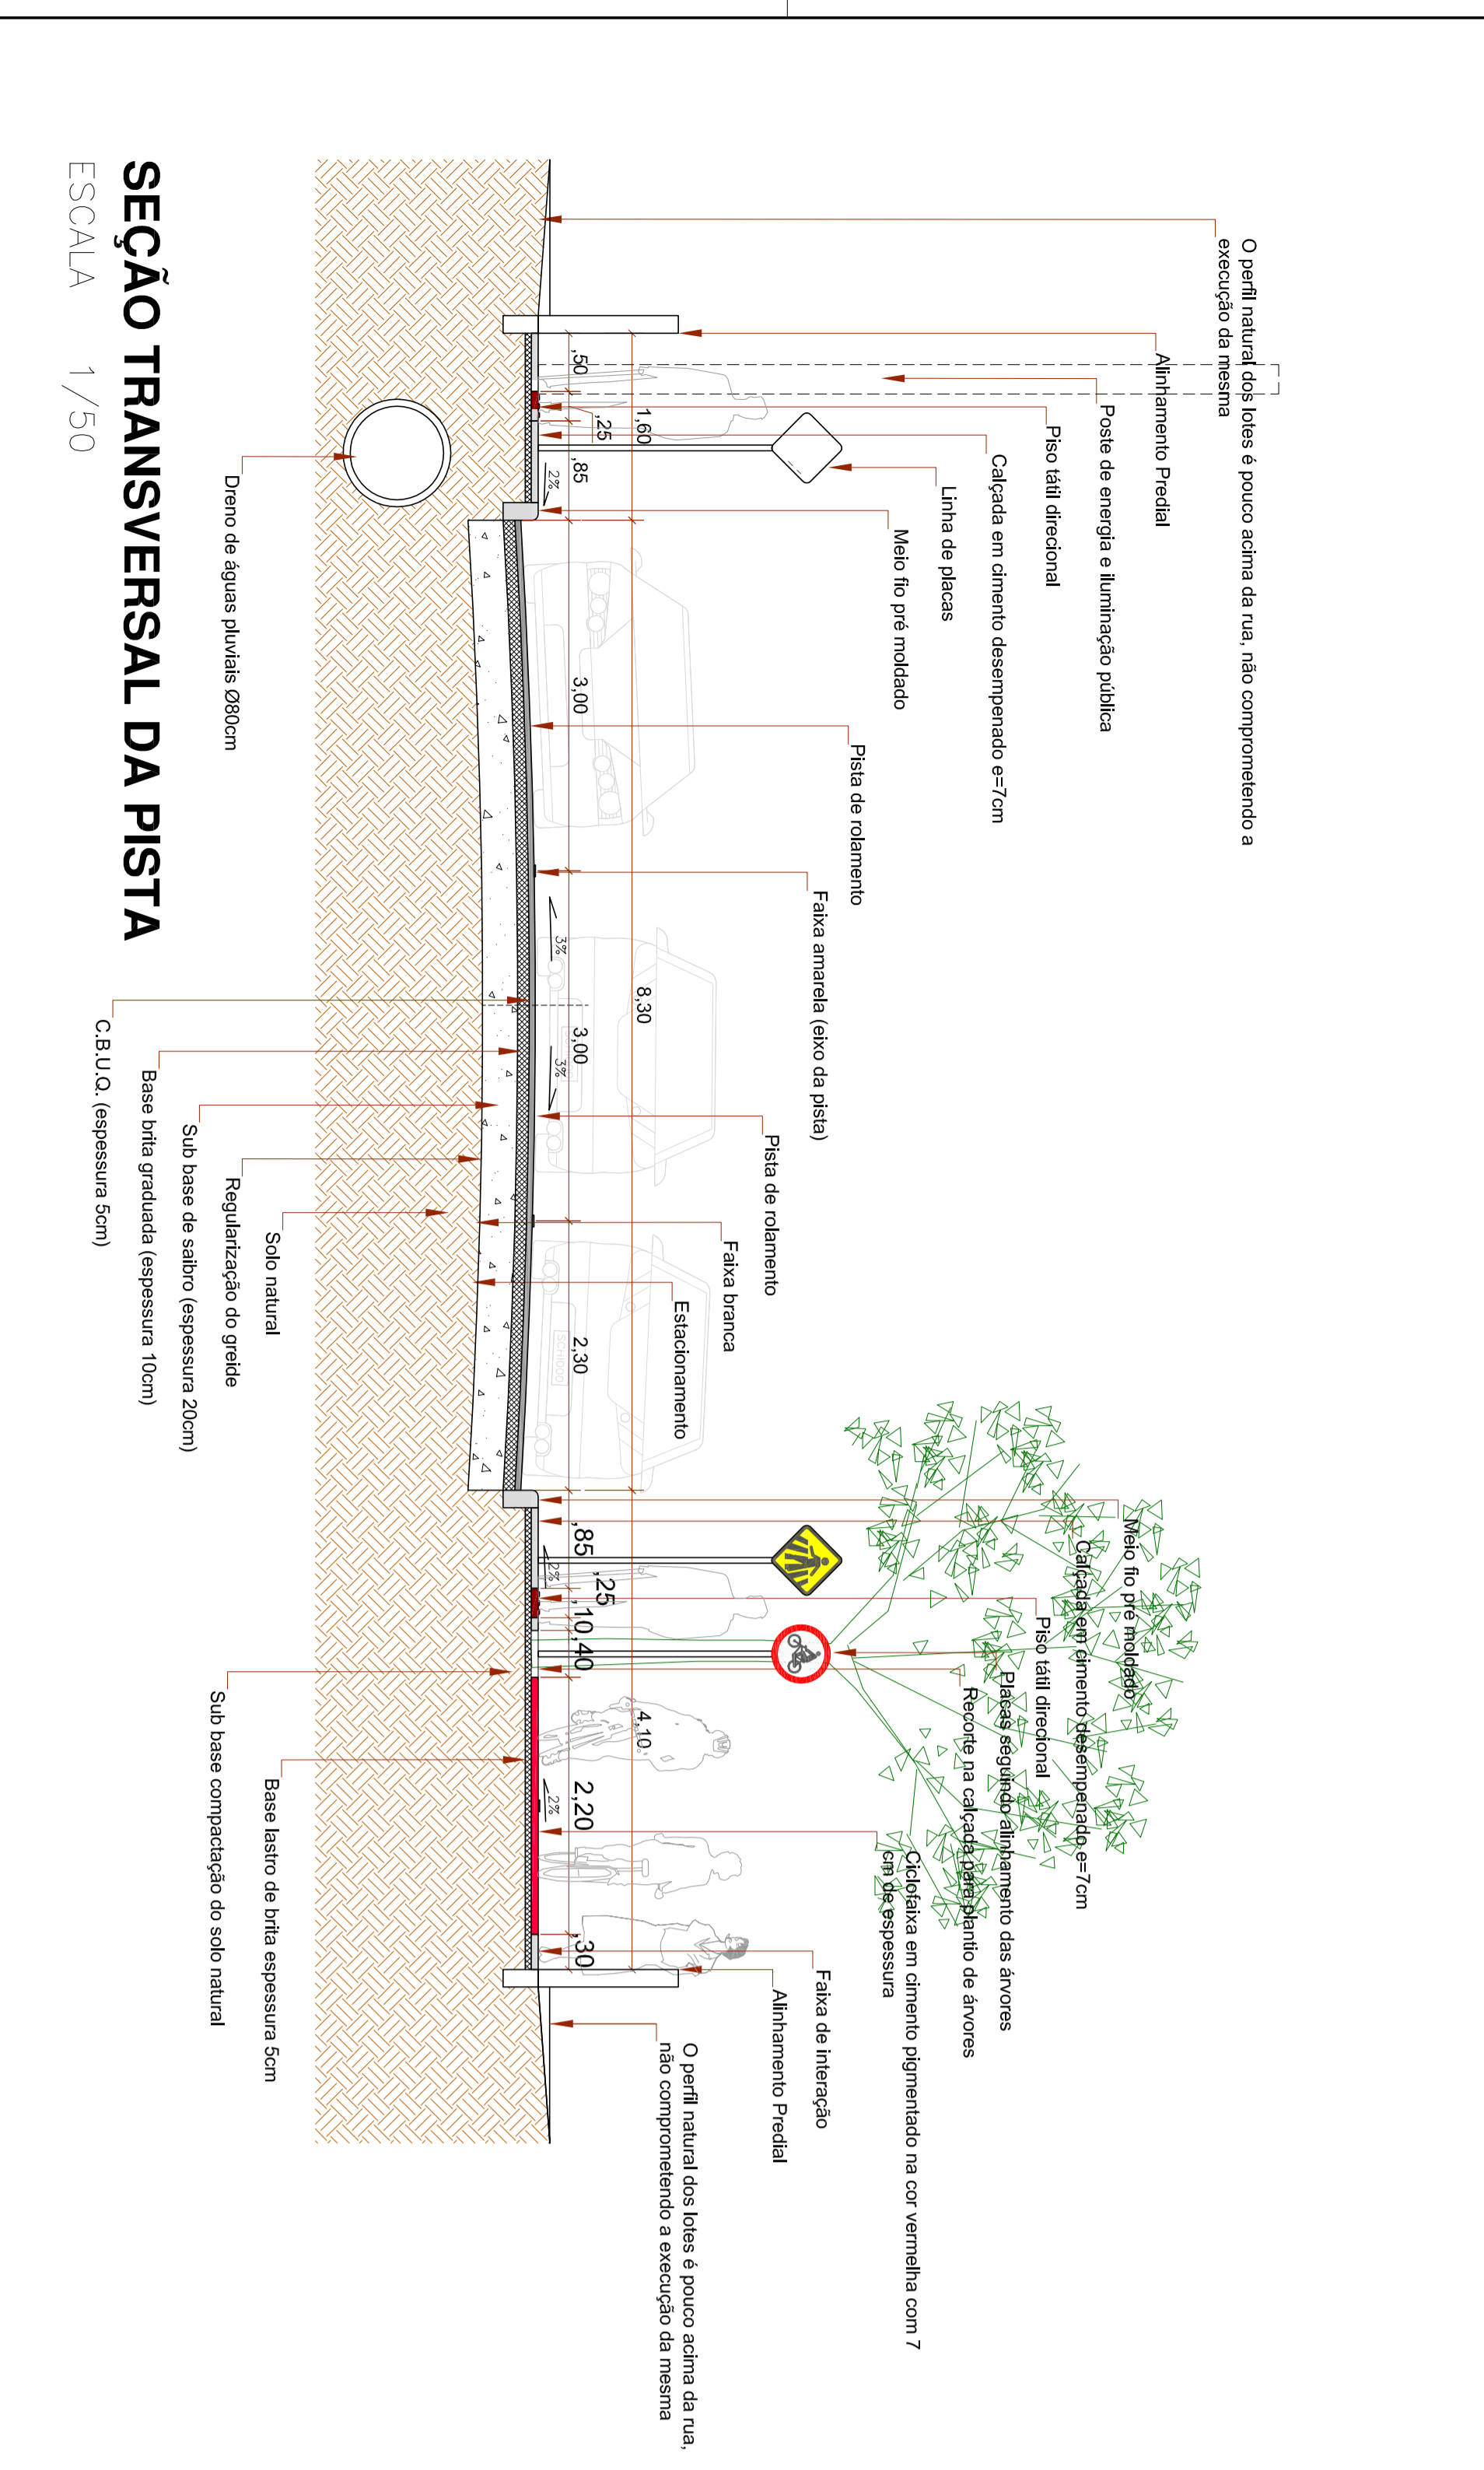 O perfil natural dos lotes é pouco acima da rua, não comprometendo a
execução da mesma
Alinhamento Predial
Poste de energia e iluminação pública
Piso tátil direcional
Calçada em cimento desempenado e=7cm
Linha de placas
Meio fio pré moldado
Pista de rolamento
Faixa amarela (eixo da pista)
Pista de rolamento
Faixa branca
Estacionamento
Meio fio pré moldado
Calçada em cimento desempenado e=7cm
Piso tátil direcional
Placas seguindo alinhamento das árvores
Recorte na calçada para plantio de árvores
Ciclofaixa em cimento pigmentado na cor vermelha com 7
cm de espessura
Faixa de interação
Alinhamento Predial
O perfil natural dos lotes é pouco acima da rua,
não comprometendo a execução da mesma
1,60
8,30
4,10
,50
,25
,85
3,00
3,00
2,30
,85
,25
,10
,40
2,20
,30
2%
3%
3%
2%
2%
SCHIDOO
Dreno de águas pluviais Ø80cm
Solo natural
Regularização do greide
Sub base de saibro (espessura 20cm)
Base brita graduada (espessura 10cm)
C.B.U.Q. (espessura 5cm)
Base lastro de brita espessura 5cm
Sub base compactação do solo natural
SEÇÃO TRANSVERSAL DA PISTA
ESCALA 1/50